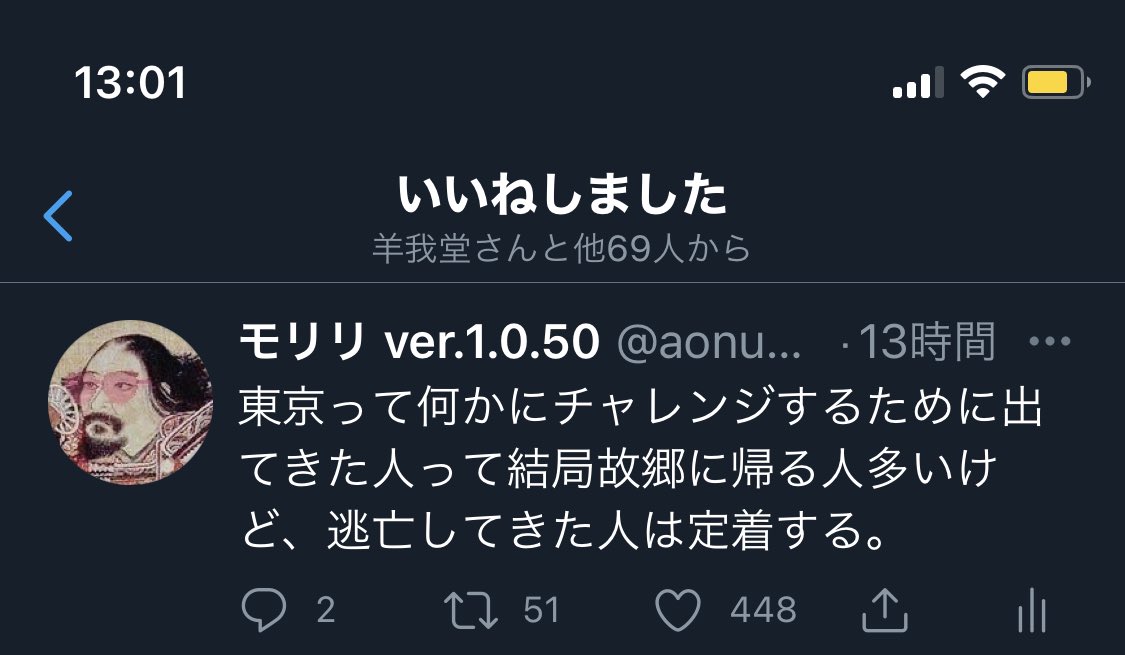 13:01
いいねしました
羊我堂さんと他69人から
モリリ ver.1.0.50 @aonu... ・13時間
東京って何かにチャレンジするために出
てきた人って結局故郷に帰る人多いけ
ど、逃亡してきた人は定着する。
2 51 448